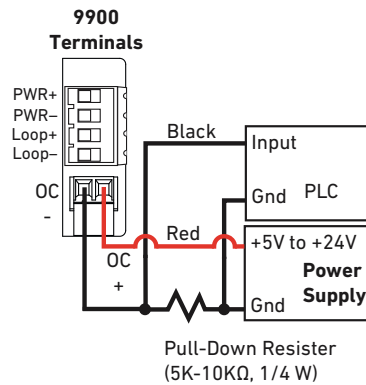 9900
Terminals
PWR+
PWR–
Loop+
Loop–
OC
-
OC
+
Black
Red
Input
Gnd PLC
+5V to +24V
Power
Supply
Gnd
Pull-Down Resister
(5K-10KΩ, 1/4 W)